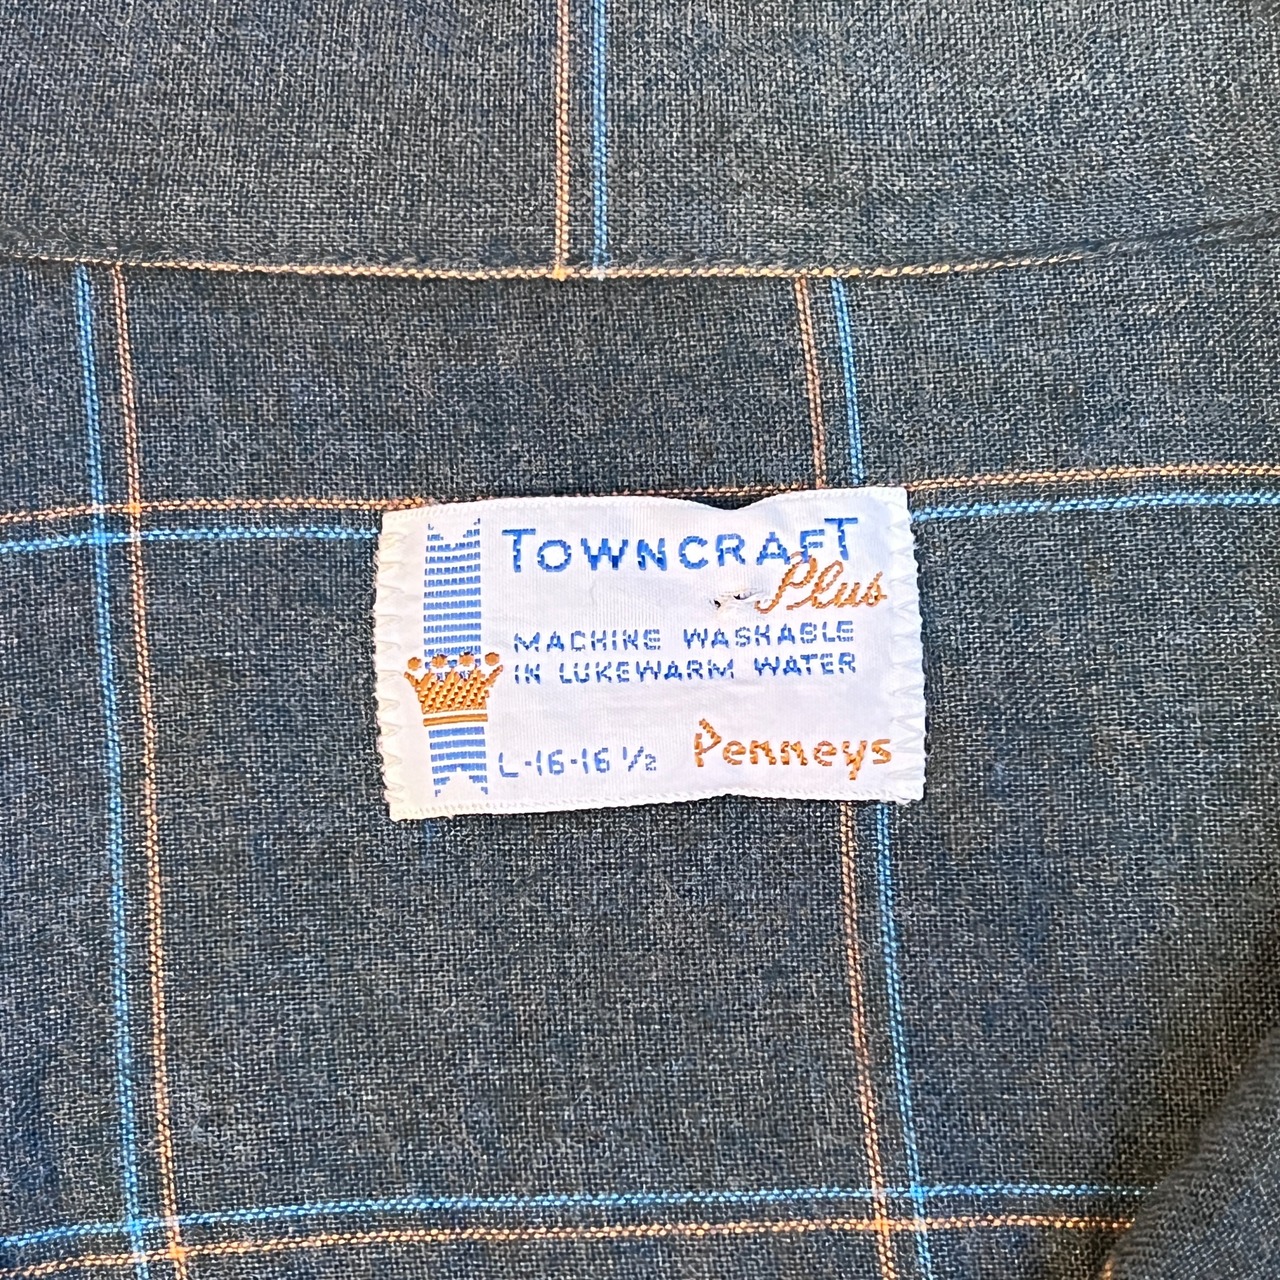 TOWNCRAFT
Plus
MACHINE WASHABLE
IN LUKEWARM WATER
L-16-16 1/2
Penneys